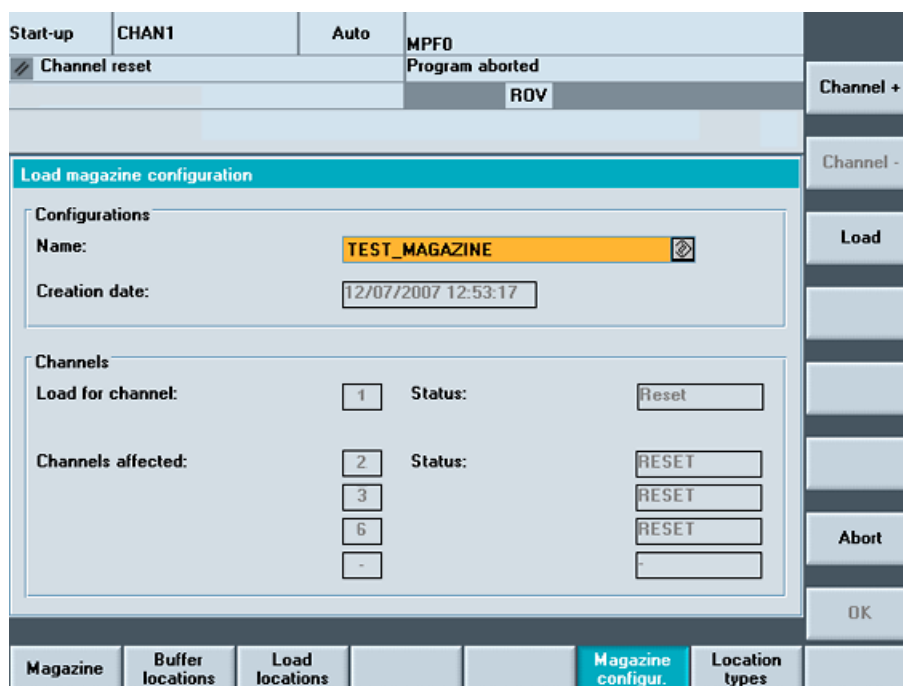 Start-up CHAN1 Auto MPF0
Channel reset Program aborted
ROV
Channel +
Channel -
Load magazine configuration
Configurations
Name: TEST_MAGAZINE
Load
Creation date: 12/07/2007 12:53:17
Channels
Load for channel: 1 Status: Reset
Channels affected: 2 Status: RESET
3 RESET
6 RESET
- -
Abort
OK
Magazine Buffer locations Load locations Magazine configur. Location types